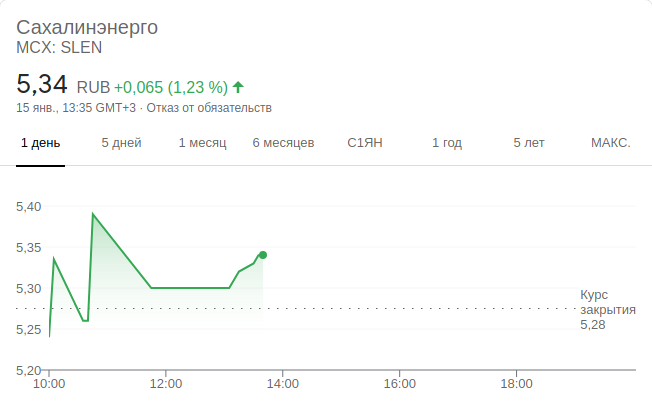 Сахалинэнерго
MCX: SLEN
5,34 RUB +0,065 (1,23 %)
15 янв., 13:35 GMT+3 · Отказ от обязательств
1 день 5 дней 1 месяц 6 месяцев С1ЯН 1 год 5 лет МАКС.
5,40
5,35
5,30
5,25
5,20
Курс
закрытия
5,28
10:00 12:00 14:00 16:00 18:00